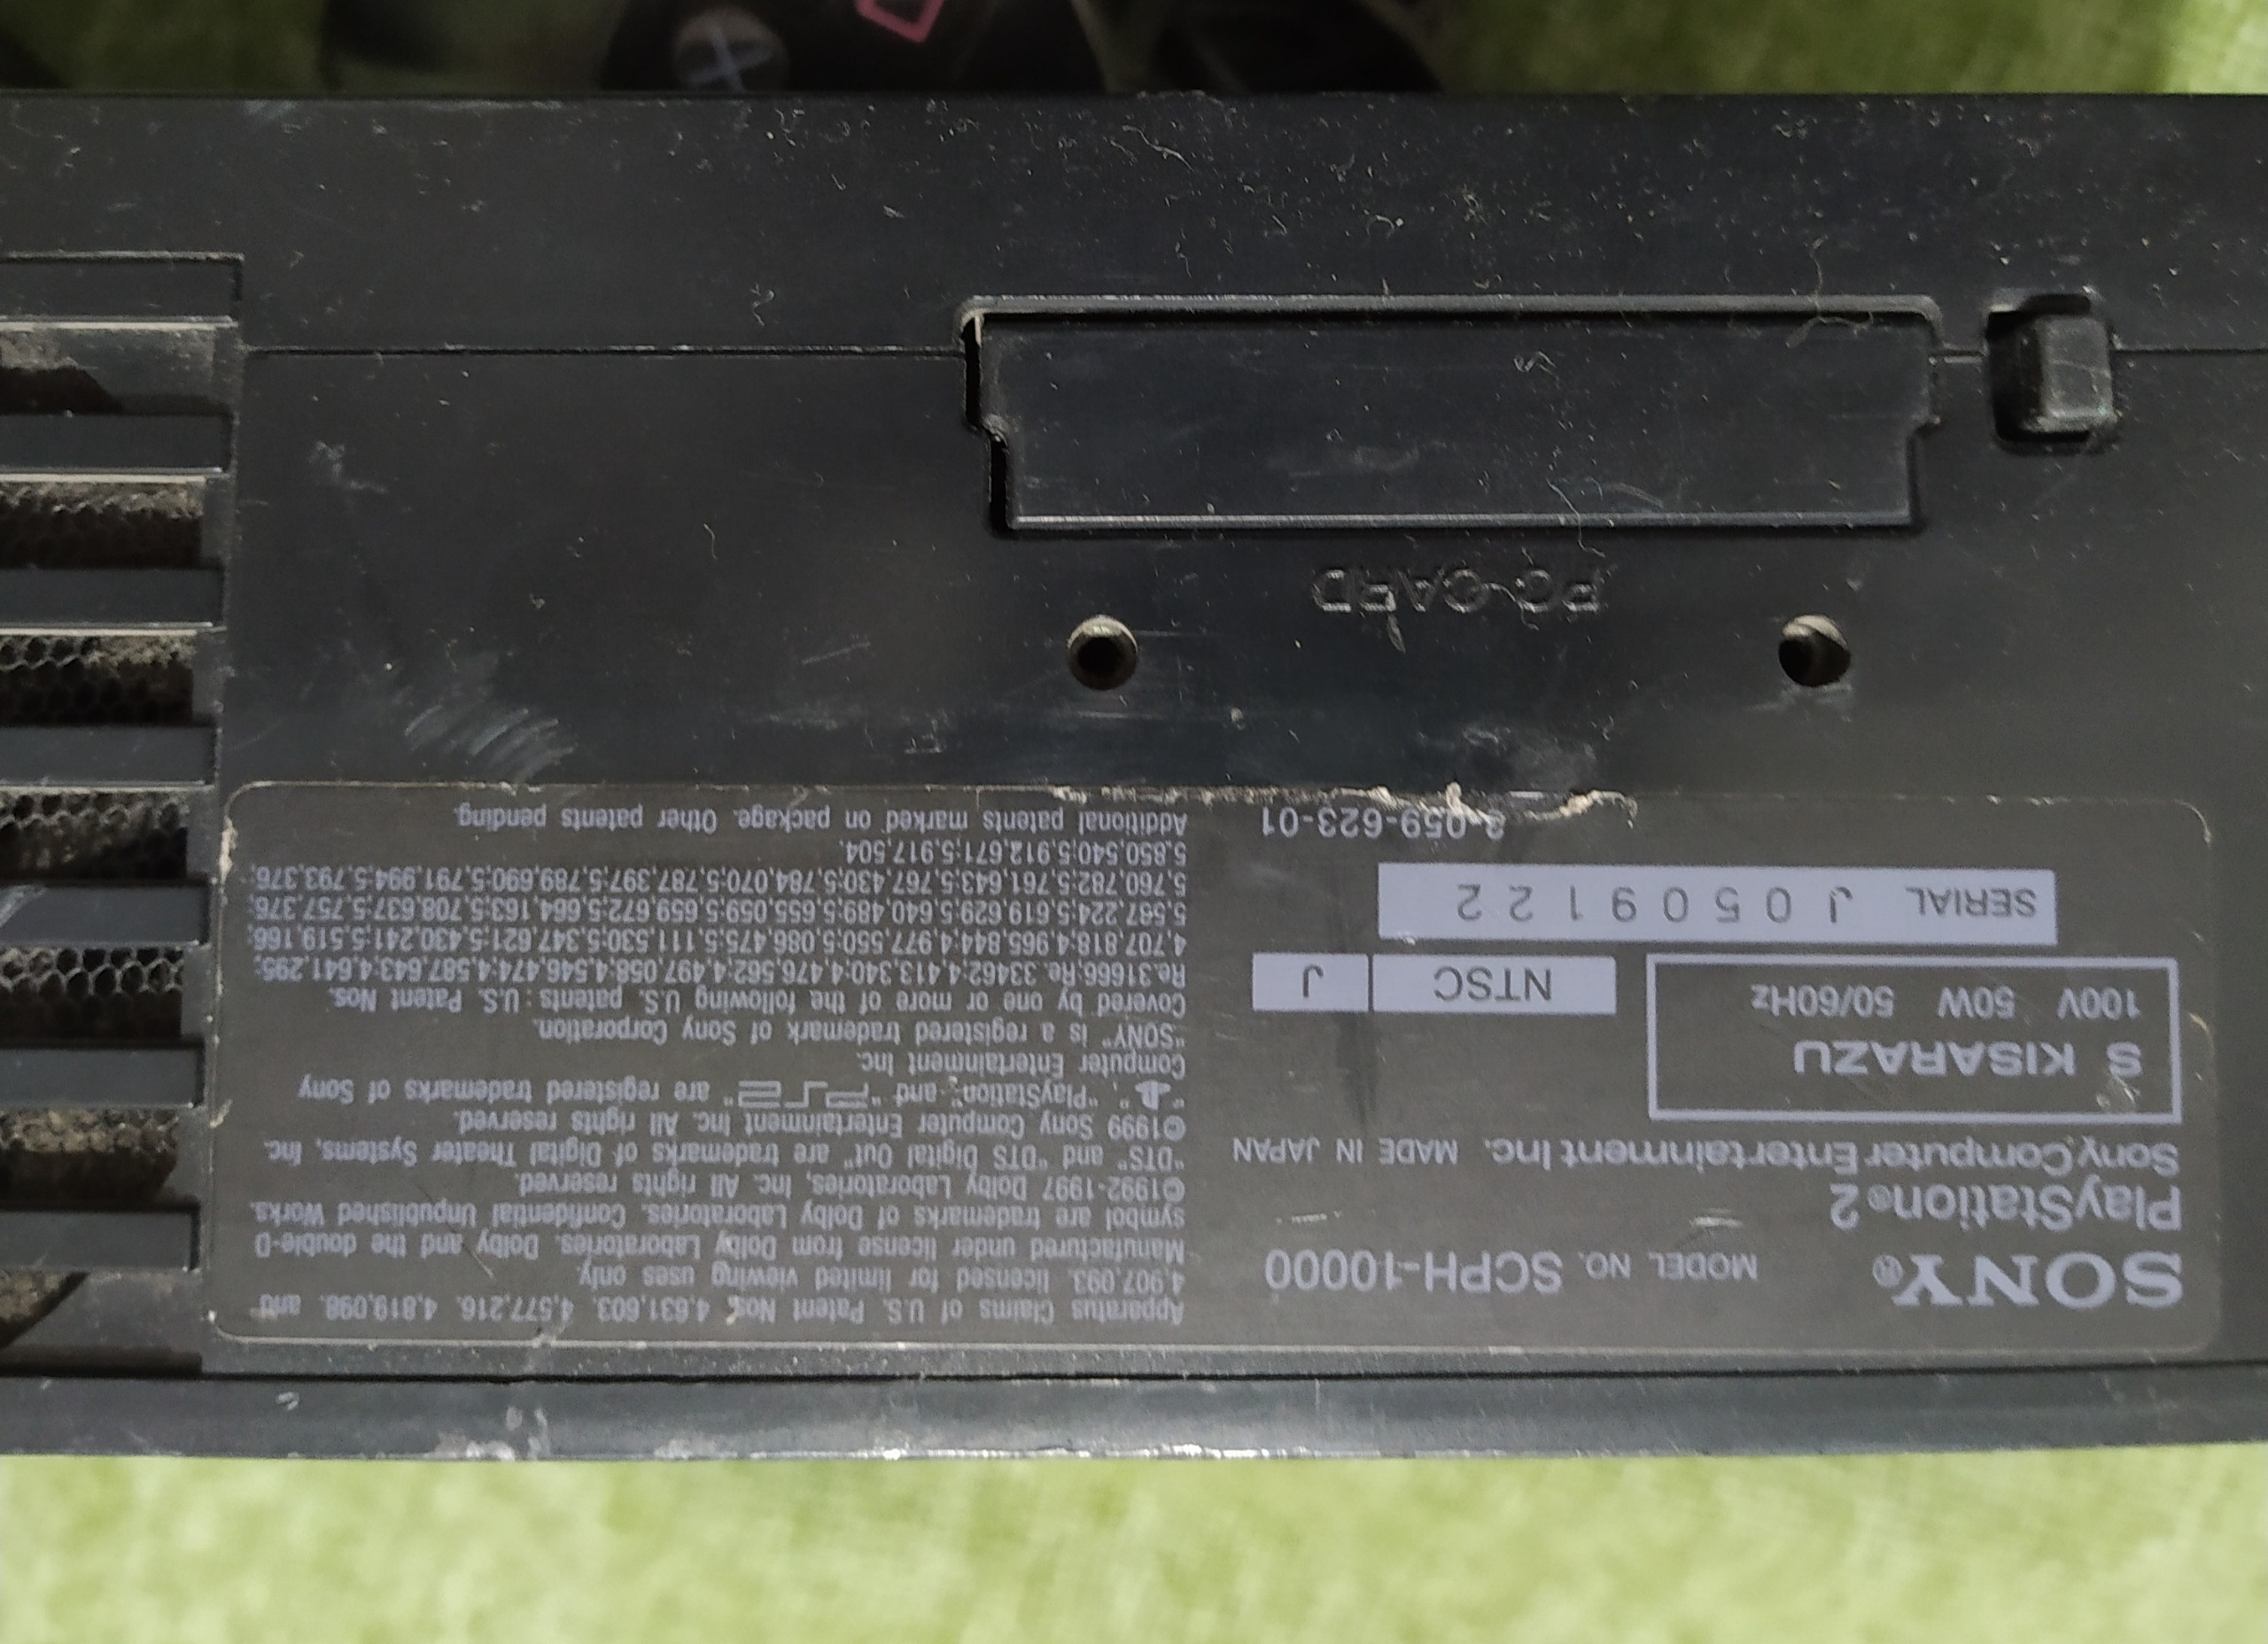 SONY® MODEL NO. SCPH-10000
PlayStation®2
Sony Computer Entertainment Inc. MADE IN JAPAN
S KISARAZU
100V 50W 50/60Hz
NTSC J
SERIAL J0509122
3-059-623-01
Apparatus Claims of U.S. Patent Nos. 4,631,603. 4,577,216. 4,819,098. and
4,907,093. licensed for limited viewing uses only.
Manufactured under license from Dolby Laboratories. Dolby and the double-D
symbol are trademarks of Dolby Laboratories. Confidential Unpublished Works.
©1992-1997 Dolby Laboratories, Inc. All rights reserved.
"DTS" and "DTS Digital Out" are trademarks of Digital Theater Systems, Inc.
©1999 Sony Computer Entertainment Inc. All rights reserved.
"PlayStation" and "PS2" are registered trademarks of Sony
Computer Entertainment Inc.
"SONY" is a registered trademark of Sony Corporation.
Covered by one or more of the following U.S. patents : U.S. Patent Nos.
Re.31666;Re. 33462;4,413,340;4,476,562;4,497,058;4,546,474;4,587,643;4,641,295;
4,707,818;4,965,844;4,977,550;5,086,475;5,111,530;5,347,621;5,430,241;5,519,166;
5,587,224;5,619,629;5,640,489;5,655,059;5,659,672;5,664,163;5,708,637;5,757,376;
5,760,782;5,761,643;5,767,430;5,784,070;5,787,397;5,789,690;5,791,994;5,793,376;
5,850,540;5,912,671;5,917,504.
Additional patents marked on package. Other patents pending.
PC CARD